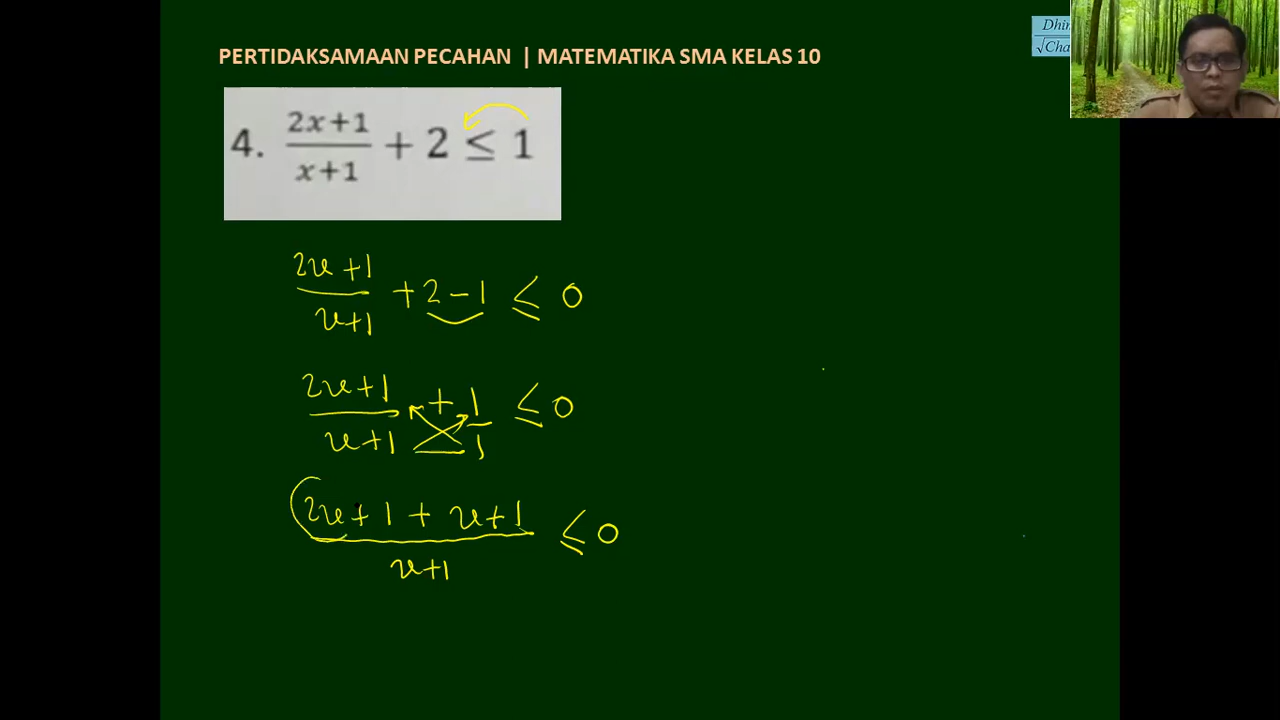 PERTIDAKSAMAAN PECAHAN | MATEMATIKA SMA KELAS 10
4. (2x+1)/(x+1) + 2 ≤ 1
(2x+1)/(x+1) + 2 - 1 ≤ 0
(2x+1)/(x+1) + 1/1 ≤ 0
(2x+1+x+1)/(x+1) ≤ 0